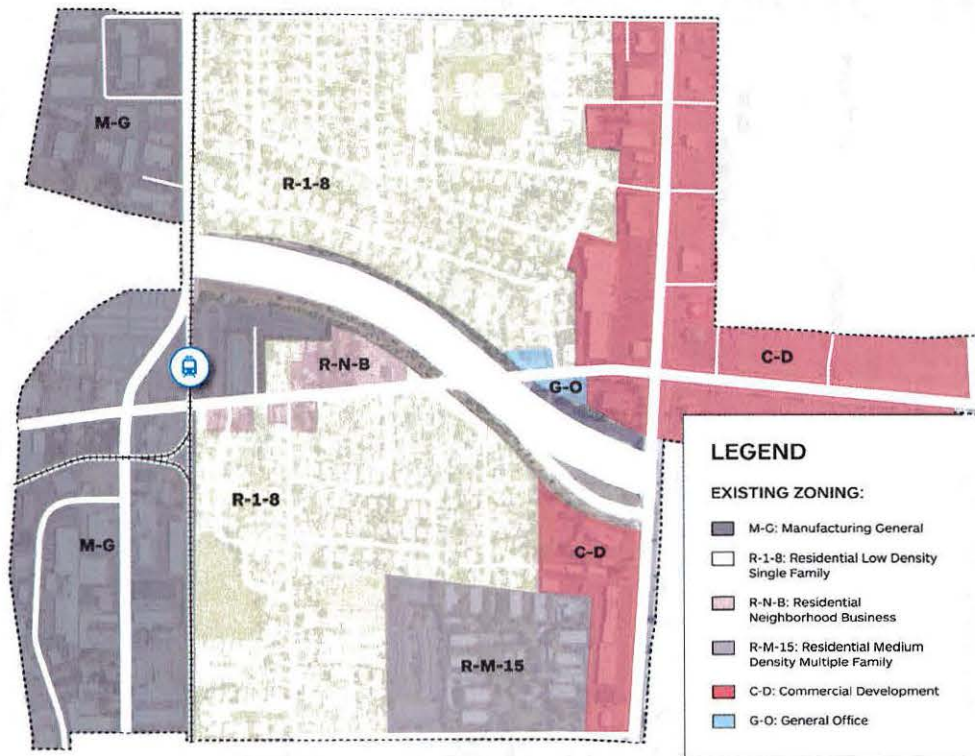 M-G
R-1-8
R-N-B
C-D
G-O
R-1-8
M-G
C-D
R-M-15
LEGEND
EXISTING ZONING:
M-G: Manufacturing General
R-1-8: Residential Low Density
Single Family
R-N-B: Residential
Neighborhood Business
R-M-15: Residential Medium
Density Multiple Family
C-D: Commercial Development
G-O: General Office